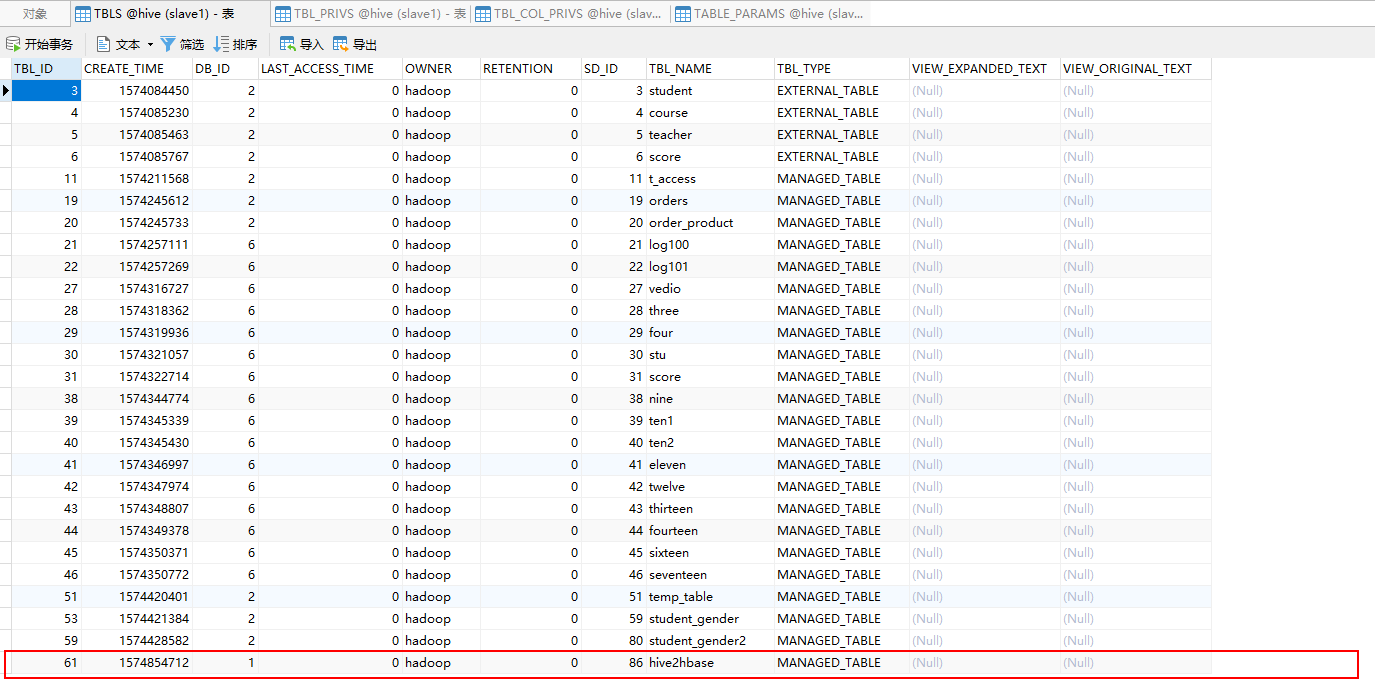 对象 TBLS @hive (slave1) - 表 TBL_PRIVS @hive (slave1) - 表 TBL_COL_PRIVS @hive (slav... TABLE_PARAMS @hive (slav...
开始事务 文本 筛选 排序 导入 导出
TBL_ID CREATE_TIME DB_ID LAST_ACCESS_TIME OWNER RETENTION SD_ID TBL_NAME TBL_TYPE VIEW_EXPANDED_TEXT VIEW_ORIGINAL_TEXT
3 1574084450 2 0 hadoop 0 3 student EXTERNAL_TABLE (Null) (Null)
4 1574085230 2 0 hadoop 0 4 course EXTERNAL_TABLE (Null) (Null)
5 1574085463 2 0 hadoop 0 5 teacher EXTERNAL_TABLE (Null) (Null)
6 1574085767 2 0 hadoop 0 6 score EXTERNAL_TABLE (Null) (Null)
11 1574211568 2 0 hadoop 0 11 t_access MANAGED_TABLE (Null) (Null)
19 1574245612 2 0 hadoop 0 19 orders MANAGED_TABLE (Null) (Null)
20 1574245733 2 0 hadoop 0 20 order_product MANAGED_TABLE (Null) (Null)
21 1574257111 6 0 hadoop 0 21 log100 MANAGED_TABLE (Null) (Null)
22 1574257269 6 0 hadoop 0 22 log101 MANAGED_TABLE (Null) (Null)
27 1574316727 6 0 hadoop 0 27 vedio MANAGED_TABLE (Null) (Null)
28 1574318362 6 0 hadoop 0 28 three MANAGED_TABLE (Null) (Null)
29 1574319936 6 0 hadoop 0 29 four MANAGED_TABLE (Null) (Null)
30 1574321057 6 0 hadoop 0 30 stu MANAGED_TABLE (Null) (Null)
31 1574322714 6 0 hadoop 0 31 score MANAGED_TABLE (Null) (Null)
38 1574344774 6 0 hadoop 0 38 nine MANAGED_TABLE (Null) (Null)
39 1574345339 6 0 hadoop 0 39 ten1 MANAGED_TABLE (Null) (Null)
40 1574345430 6 0 hadoop 0 40 ten2 MANAGED_TABLE (Null) (Null)
41 1574346997 6 0 hadoop 0 41 eleven MANAGED_TABLE (Null) (Null)
42 1574347974 6 0 hadoop 0 42 twelve MANAGED_TABLE (Null) (Null)
43 1574348807 6 0 hadoop 0 43 thirteen MANAGED_TABLE (Null) (Null)
44 1574349378 6 0 hadoop 0 44 fourteen MANAGED_TABLE (Null) (Null)
45 1574350371 6 0 hadoop 0 45 sixteen MANAGED_TABLE (Null) (Null)
46 1574350772 6 0 hadoop 0 46 seventeen MANAGED_TABLE (Null) (Null)
51 1574420401 2 0 hadoop 0 51 temp_table MANAGED_TABLE (Null) (Null)
53 1574421384 2 0 hadoop 0 59 student_gender MANAGED_TABLE (Null) (Null)
59 1574428582 2 0 hadoop 0 80 student_gender2 MANAGED_TABLE (Null) (Null)
61 1574854712 1 0 hadoop 0 86 hive2hbase MANAGED_TABLE (Null) (Null)